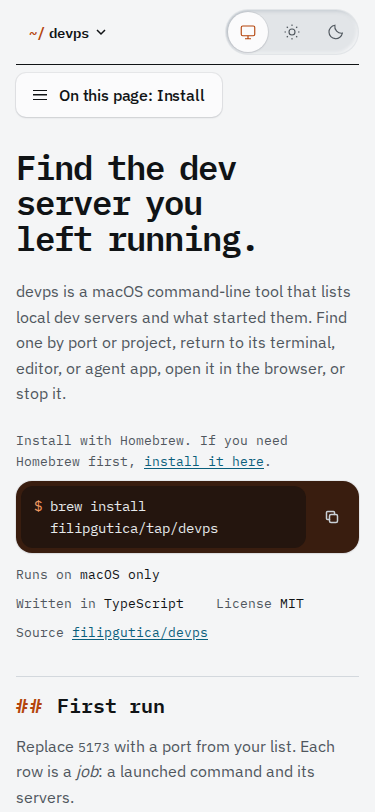 ~/ devps
On this page: Install
Find the dev
server you
left running.
devps is a macOS command-line tool that lists
local dev servers and what started them. Find
one by port or project, return to its terminal,
editor, or agent app, open it in the browser, or
stop it.
Install with Homebrew. If you need
Homebrew first, install it here.
$ brew install
filipgutica/tap/devps
Runs on macOS only
Written in TypeScript License MIT
Source filipgutica/devps
## First run
Replace 5173 with a port from your list. Each
row is a job: a launched command and its
servers.